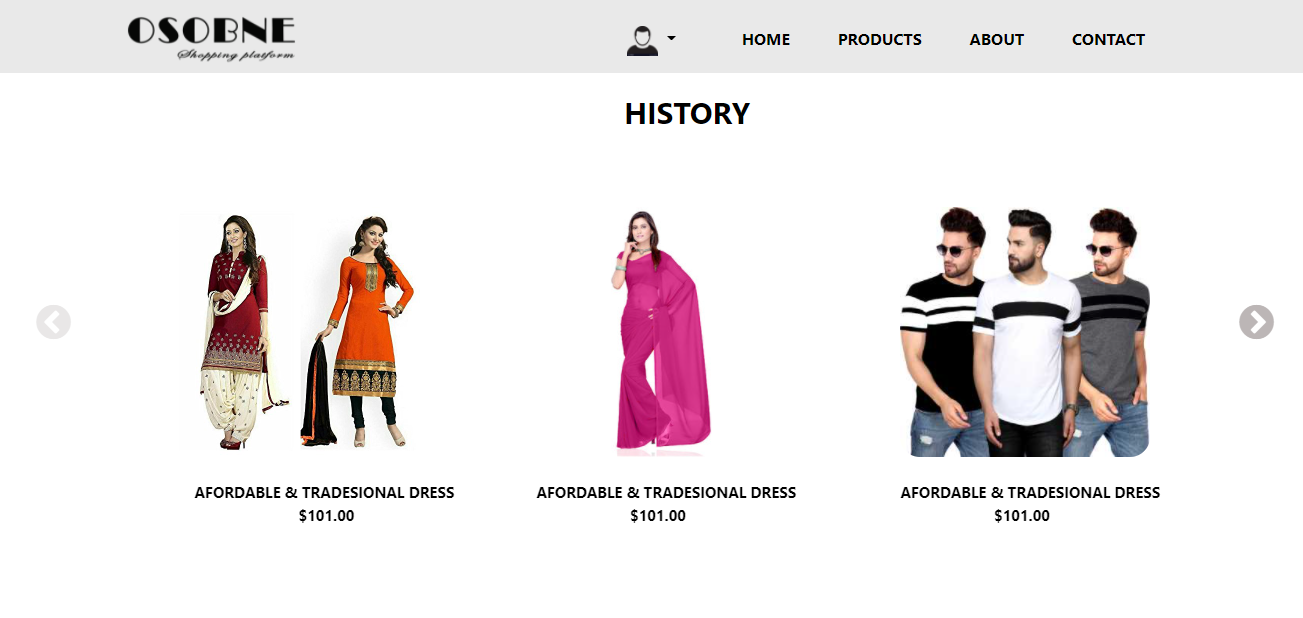 OSOBNE
Shopping platform
HOME PRODUCTS ABOUT CONTACT
HISTORY
AFORDABLE & TRADESIONAL DRESS
$101.00
AFORDABLE & TRADESIONAL DRESS
$101.00
AFORDABLE & TRADESIONAL DRESS
$101.00